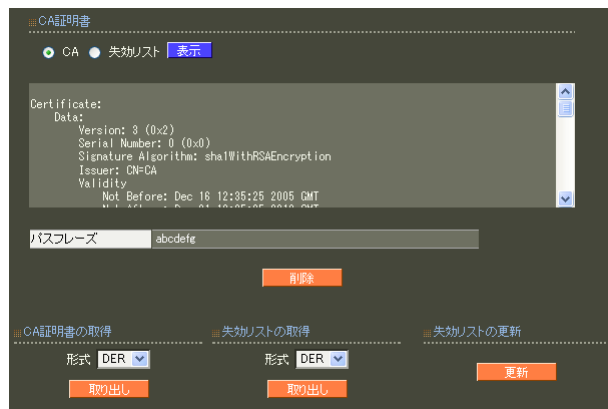 CA証明書
CA 失効リスト 表示
Certificate:
Data:
Version: 3 (0x2)
Serial Number: 0 (0x0)
Signature Algorithm: sha1WithRSAEncryption
Issuer: CN=CA
Validity
Not Before: Dec 16 12:35:25 2005 GMT
パスフレーズ abcdefg
削除
CA証明書の取得 失効リストの取得 失効リストの更新
形式 DER 形式 DER
取り出し 取り出し 更新